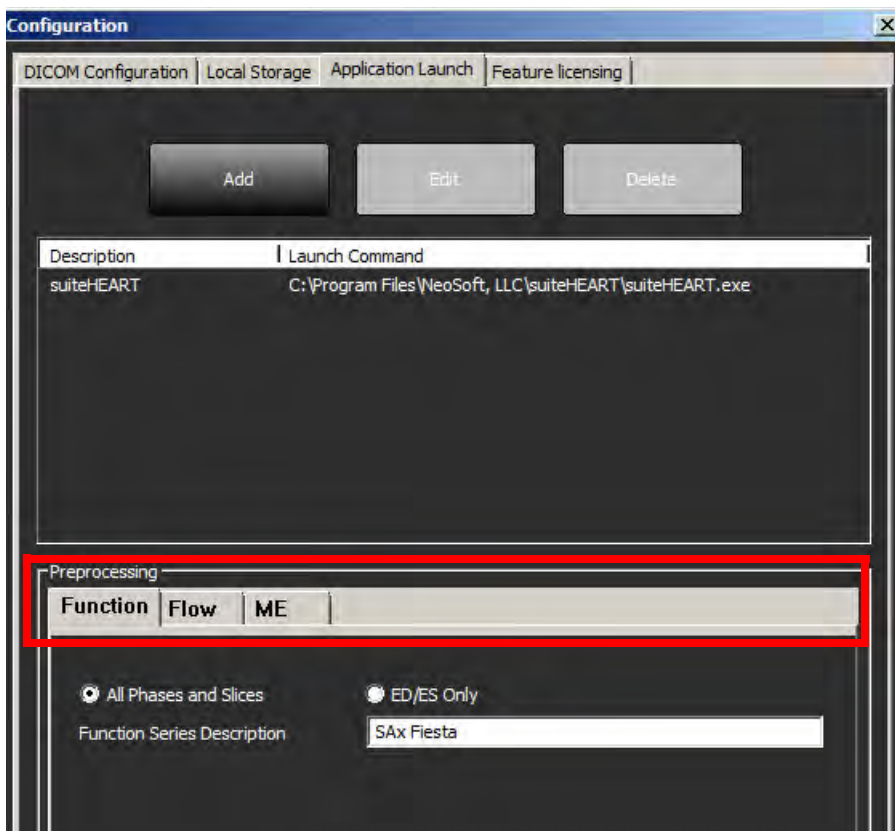 Configuration X
DICOM Configuration Local Storage Application Launch Feature licensing
Add Edit Delete
Description Launch Command
suiteHEART C:\Program Files\NeoSoft, LLC\suiteHEART\suiteHEART.exe
Preprocessing
Function Flow ME
All Phases and Slices ED/ES Only
Function Series Description SAx Fiesta